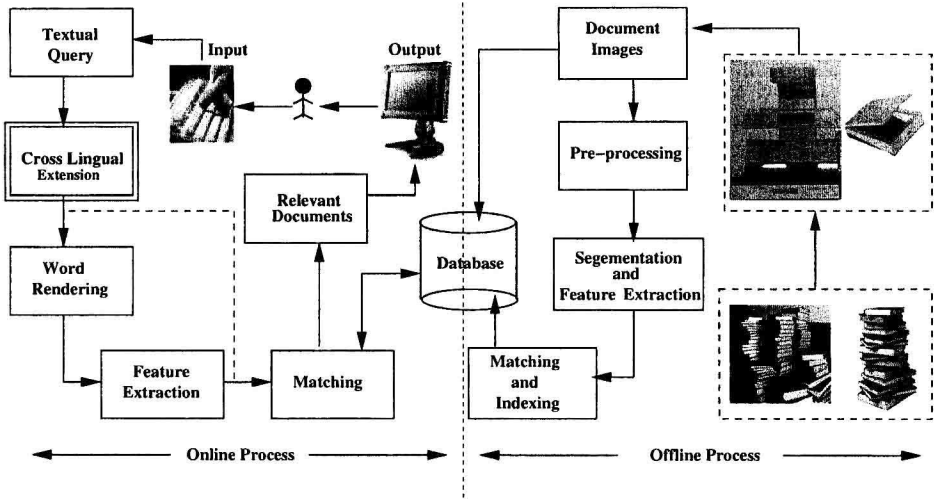 Textual
Query
Input
Output
Cross Lingual
Extension
Relevant
Documents
Word
Rendering
Feature
Extraction
Matching
Database
Document
Images
Pre-processing
Segementation
and
Feature Extraction
Matching
and
Indexing
Online Process
Offline Process